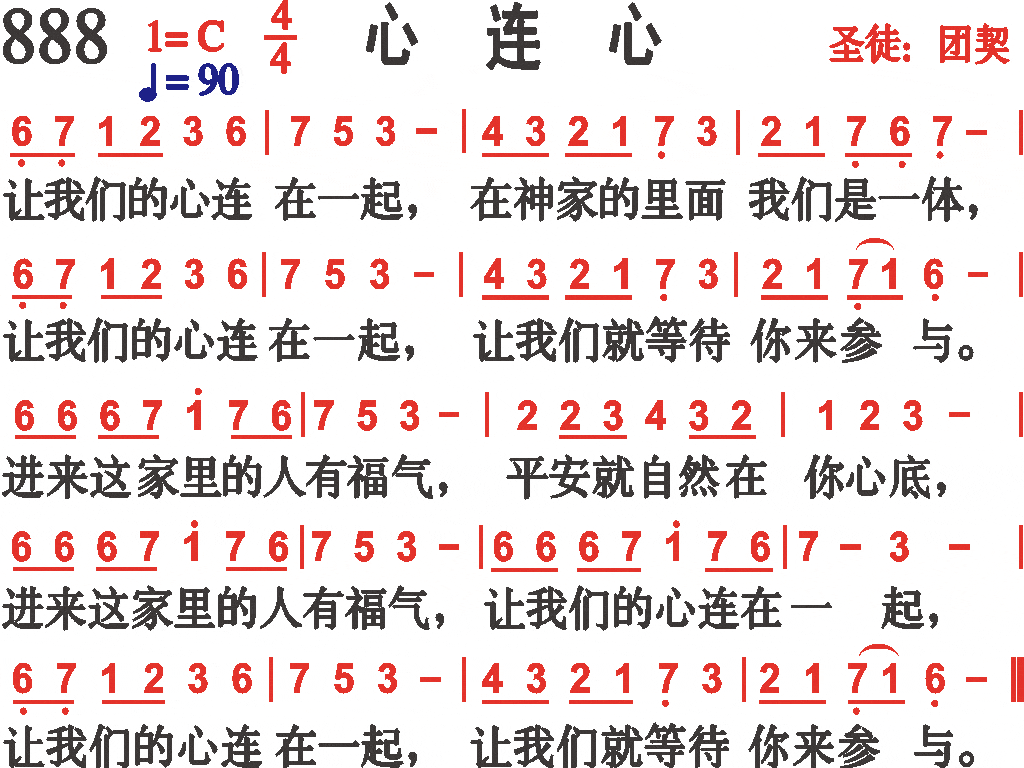 888 1=C 4/4 心 连 心 圣徒：团契
♩=90
6̣ 7̣ 1 2 3 6 | 7 5 3 – | 4 3 2 1 7̣ 3 | 2 1 7̣ 6̣ 7̣ – |
让我们的心连 在一起， 在神家的里面 我们是一体，
6̣ 7̣ 1 2 3 6 | 7 5 3 – | 4 3 2 1 7̣ 3 | 2 1 7̣ 1 6̣ – |
让我们的心连 在一起， 让我们就等待 你来参 与。
6 6 6 7 1̇ 7 6 | 7 5 3 – | 2 2 3 4 3 2 | 1 2 3 – |
进来这家里的人有福气， 平安就自然在 你心底，
6 6 6 7 1̇ 7 6 | 7 5 3 – | 6 6 6 7 1̇ 7 6 | 7 – 3 – |
进来这家里的人有福气， 让我们的心连在一 起，
6̣ 7̣ 1 2 3 6 | 7 5 3 – | 4 3 2 1 7̣ 3 | 2 1 7̣ 1 6̣ – ‖
让我们的心连 在一起， 让我们就等待 你来参 与。